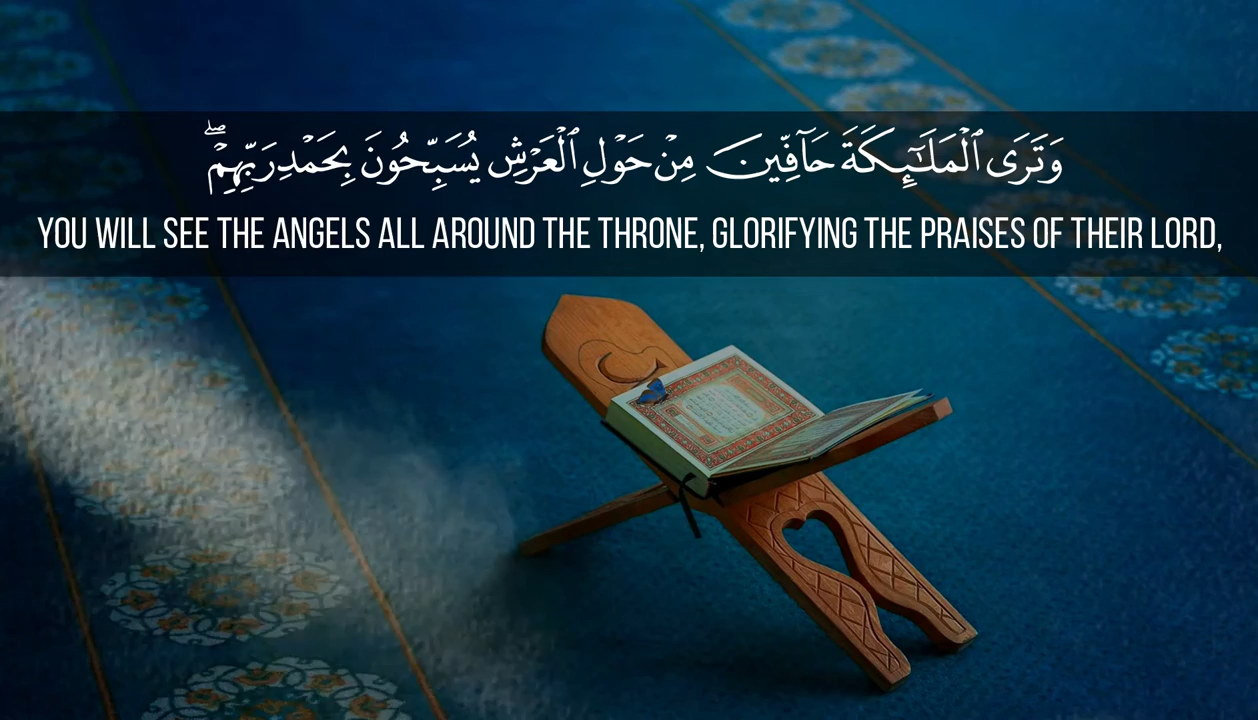 وَتَرَى ٱلْمَلَـٰٓئِكَةَ حَآفِّينَ مِنْ حَوْلِ ٱلْعَرْشِ يُسَبِّحُونَ بِحَمْدِ رَبِّهِمْ ۖ
YOU WILL SEE THE ANGELS ALL AROUND THE THRONE, GLORIFYING THE PRAISES OF THEIR LORD,